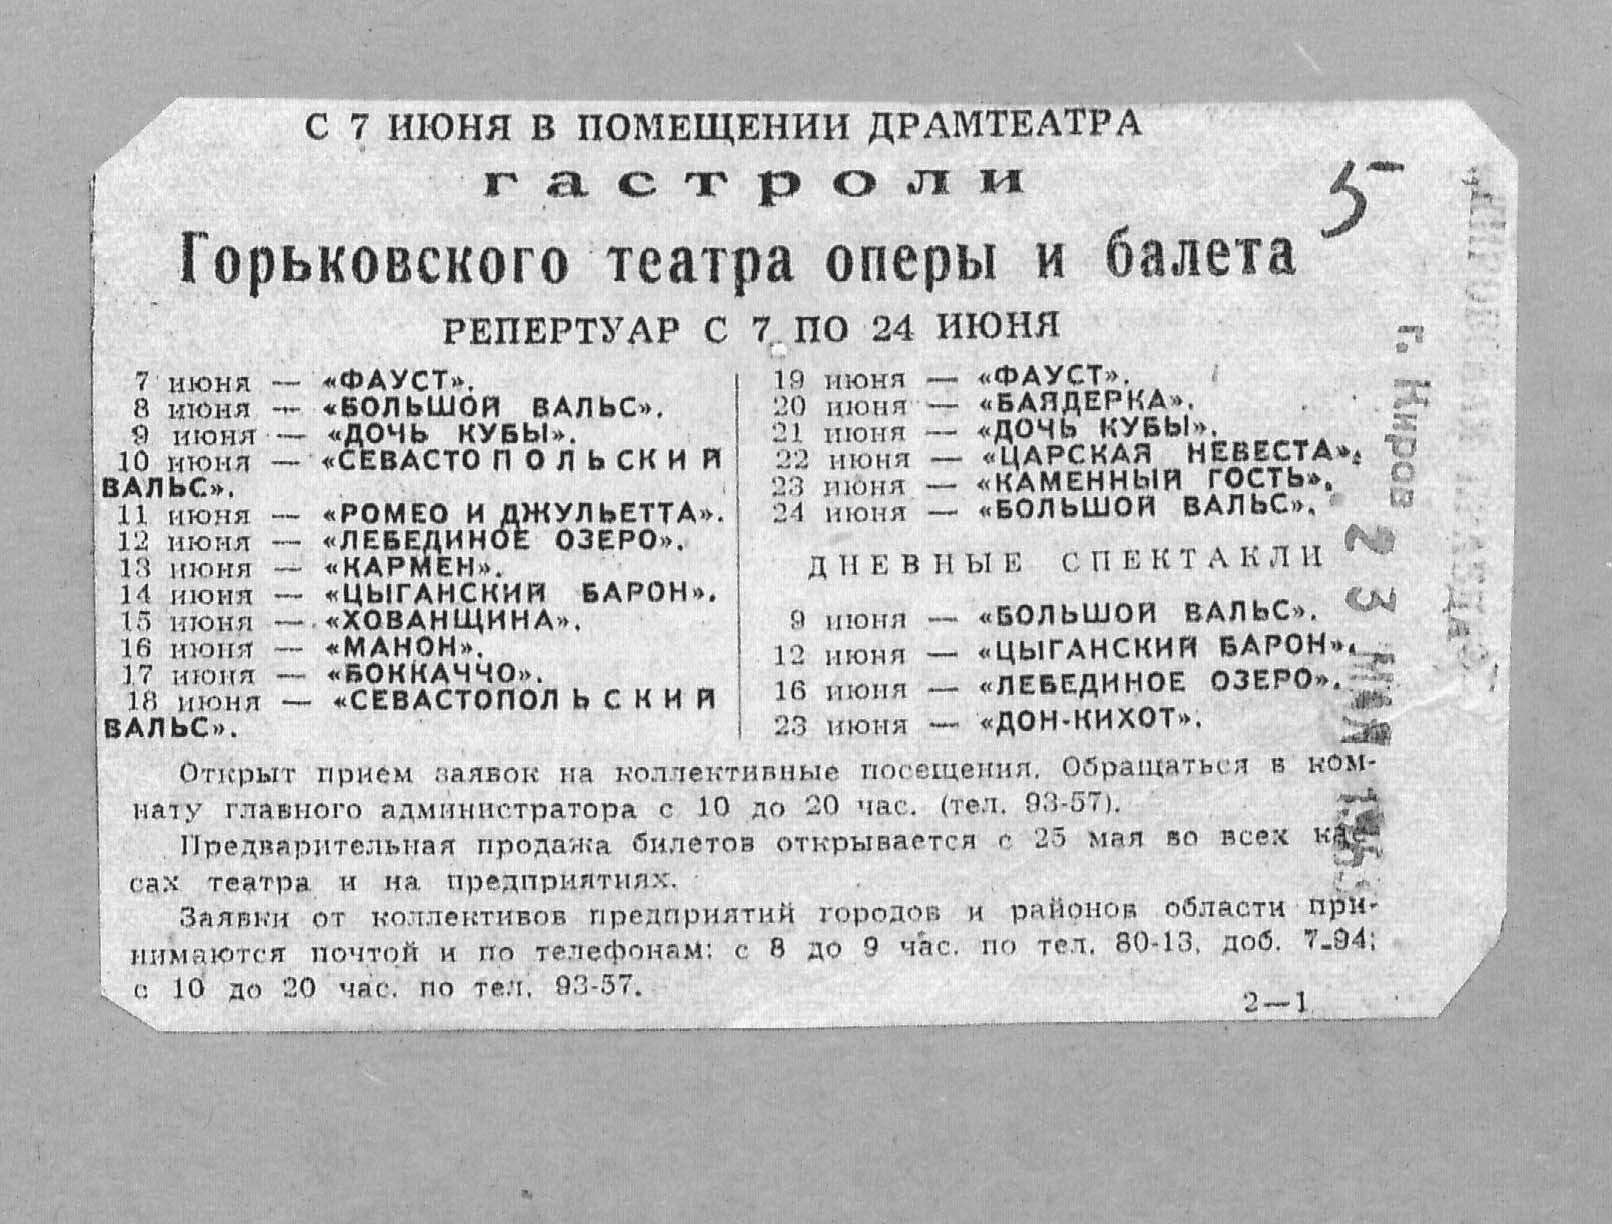 С 7 ИЮНЯ В ПОМЕЩЕНИИ ДРАМТЕАТРА
гастроли
Горьковского театра оперы и балета
РЕПЕРТУАР С 7 ПО 24 ИЮНЯ
7 июня — «ФАУСТ».
8 июня — «БОЛЬШОЙ ВАЛЬС».
9 июня — «ДОЧЬ КУБЫ».
10 июня — «СЕВАСТОПОЛЬСКИЙ
ВАЛЬС».
11 июня — «РОМЕО И ДЖУЛЬЕТТА».
12 июня — «ЛЕБЕДИНОЕ ОЗЕРО».
13 июня — «КАРМЕН».
14 июня — «ЦЫГАНСКИЙ БАРОН».
15 июня — «ХОВАНЩИНА».
16 июня — «МАНОН».
17 июня — «БОККАЧЧО».
18 июня — «СЕВАСТОПОЛЬСКИЙ
ВАЛЬС».
19 июня — «ФАУСТ».
20 июня — «БАЯДЕРКА».
21 июня — «ДОЧЬ КУБЫ».
22 июня — «ЦАРСКАЯ НЕВЕСТА».
23 июня — «КАМЕННЫЙ ГОСТЬ».
24 июня — «БОЛЬШОЙ ВАЛЬС».
ДНЕВНЫЕ СПЕКТАКЛИ
9 июня — «БОЛЬШОЙ ВАЛЬС».
12 июня — «ЦЫГАНСКИЙ БАРОН».
16 июня — «ЛЕБЕДИНОЕ ОЗЕРО».
23 июня — «ДОН-КИХОТ».
Открыт прием заявок на коллективные посещения. Обращаться в ком-
нату главного администратора с 10 до 20 час. (тел. 93-57).
Предварительная продажа билетов открывается с 25 мая во всех кас-
сах театра и на предприятиях.
Заявки от коллективов предприятий городов и районов области при-
нимаются почтой и по телефонам: с 8 до 9 час. по тел. 80-13, доб. 7-94;
с 10 до 20 час. по тел. 93-57.
2—1
5
г. Киров
23 МАЯ